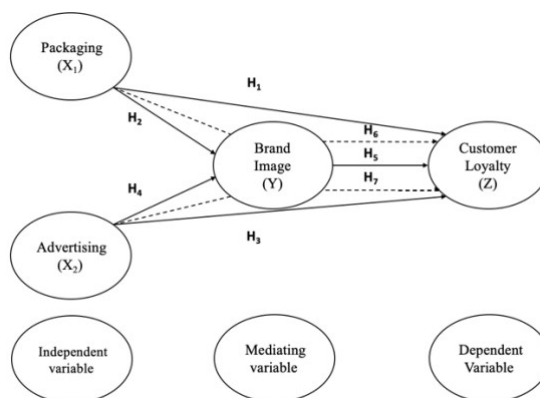 Packaging
(X₁)
H₁
H₂
Brand
Image
(Y)
H₆
H₅
H₇
Customer
Loyalty
(Z)
H₄
Advertising
(X₂)
H₃
Independent
variable
Mediating
variable
Dependent
Variable